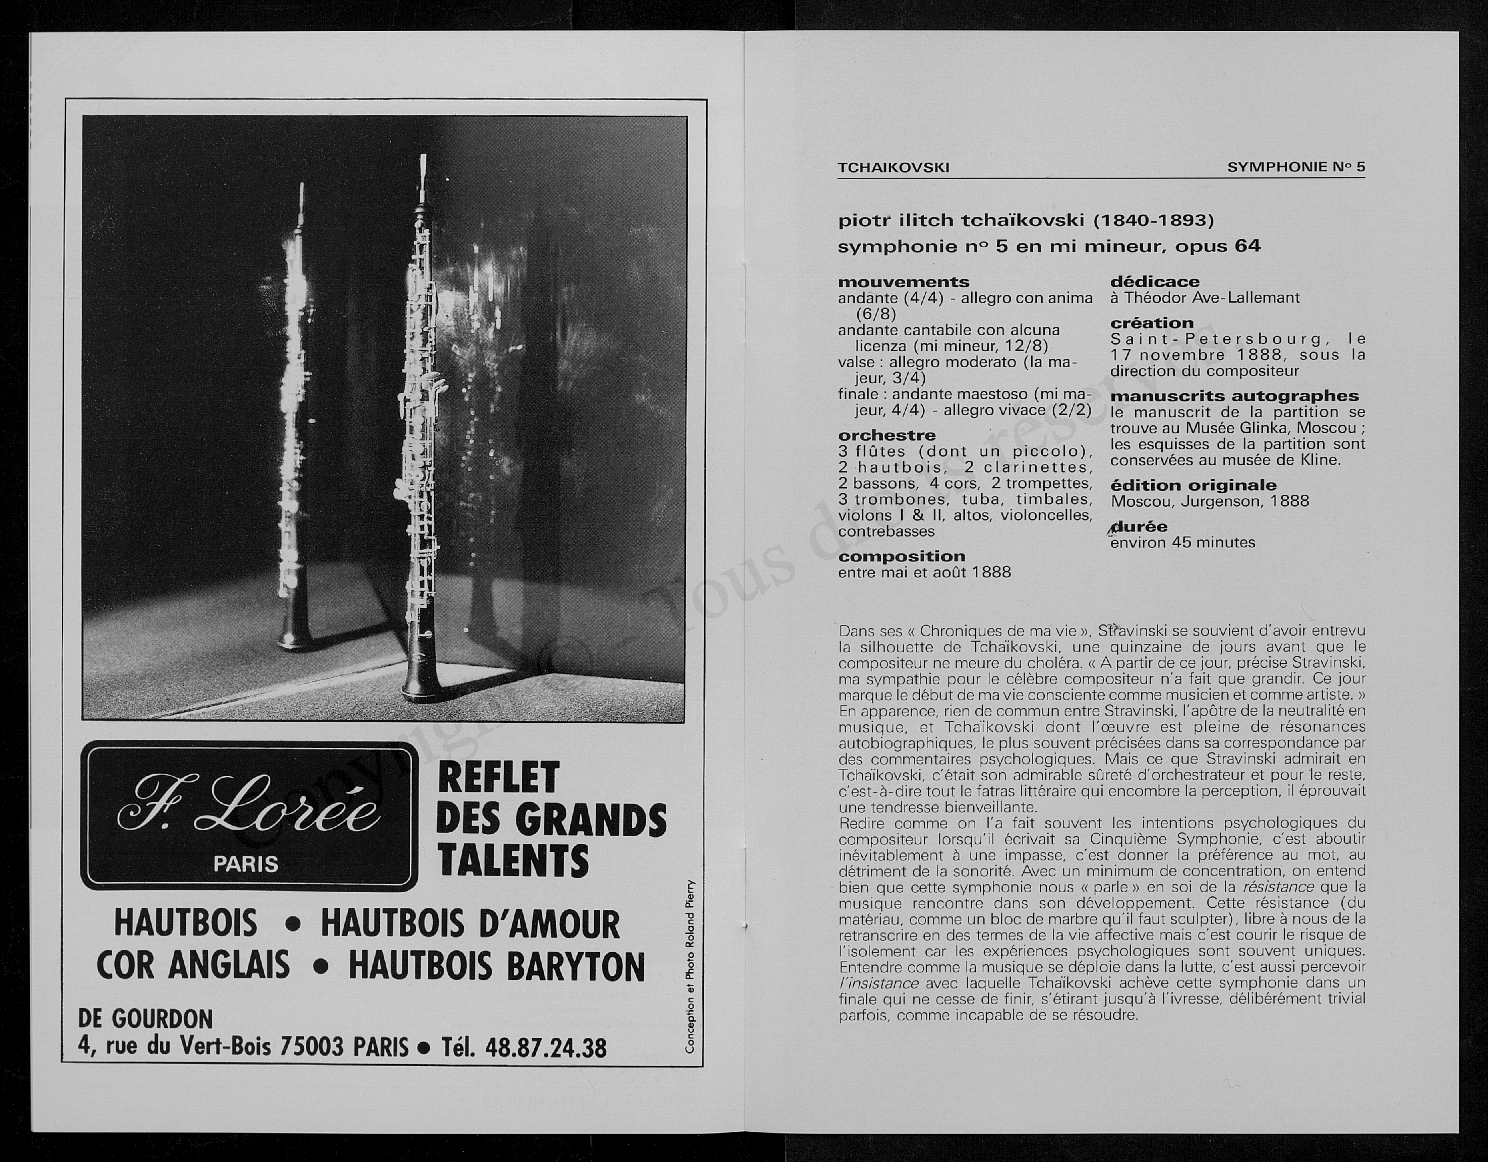 F. Lorée
PARIS
REFLET
DES GRANDS
TALENTS
HAUTBOIS • HAUTBOIS D'AMOUR
COR ANGLAIS • HAUTBOIS BARYTON
DE GOURDON
4, rue du Vert-Bois 75003 PARIS • Tél. 48.87.24.38
Conception et Photo Roland Pierry
TCHAIKOVSKI SYMPHONIE Nº 5
piotr ilitch tchaïkovski (1840-1893)
symphonie nº 5 en mi mineur, opus 64
mouvements
andante (4/4) - allegro con anima
(6/8)
andante cantabile con alcuna
licenza (mi mineur, 12/8)
valse : allegro moderato (la ma-
jeur, 3/4)
finale : andante maestoso (mi ma-
jeur, 4/4) - allegro vivace (2/2)
orchestre
3 flûtes (dont un piccolo),
2 hautbois, 2 clarinettes,
2 bassons, 4 cors, 2 trompettes,
3 trombones, tuba, timbales,
violons I & II, altos, violoncelles,
contrebasses
composition
entre mai et août 1888
dédicace
à Théodor Ave-Lallemant
création
Saint-Petersbourg, le
17 novembre 1888, sous la
direction du compositeur
manuscrits autographes
le manuscrit de la partition se
trouve au Musée Glinka, Moscou ;
les esquisses de la partition sont
conservées au musée de Kline.
édition originale
Moscou, Jurgenson, 1888
durée
environ 45 minutes
Dans ses « Chroniques de ma vie », Stravinski se souvient d'avoir entrevu
la silhouette de Tchaïkovski, une quinzaine de jours avant que le
compositeur ne meure du choléra. « A partir de ce jour, précise Stravinski,
ma sympathie pour le célèbre compositeur n'a fait que grandir. Ce jour
marque le début de ma vie consciente comme musicien et comme artiste. »
En apparence, rien de commun entre Stravinski, l'apôtre de la neutralité en
musique, et Tchaïkovski dont l'œuvre est pleine de résonances
autobiographiques, le plus souvent précisées dans sa correspondance par
des commentaires psychologiques. Mais ce que Stravinski admirait en
Tchaïkovski, c'était son admirable sûreté d'orchestrateur et pour le reste,
c'est-à-dire tout le fatras littéraire qui encombre la perception, il éprouvait
une tendresse bienveillante.
Redire comme on l'a fait souvent les intentions psychologiques du
compositeur lorsqu'il écrivait sa Cinquième Symphonie, c'est aboutir
inévitablement à une impasse, c'est donner la préférence au mot, au
détriment de la sonorité. Avec un minimum de concentration, on entend
bien que cette symphonie nous « parle » en soi de la résistance que la
musique rencontre dans son développement. Cette résistance (du
matériau, comme un bloc de marbre qu'il faut sculpter), libre à nous de la
retranscrire en des termes de la vie affective mais c'est courir le risque de
l'isolement car les expériences psychologiques sont souvent uniques.
Entendre comme la musique se déploie dans la lutte, c'est aussi percevoir
l'insistance avec laquelle Tchaïkovski achève cette symphonie dans un
finale qui ne cesse de finir, s'étirant jusqu'à l'ivresse, délibérément trivial
parfois, comme incapable de se résoudre.
Copyright © - Tous droits réservés